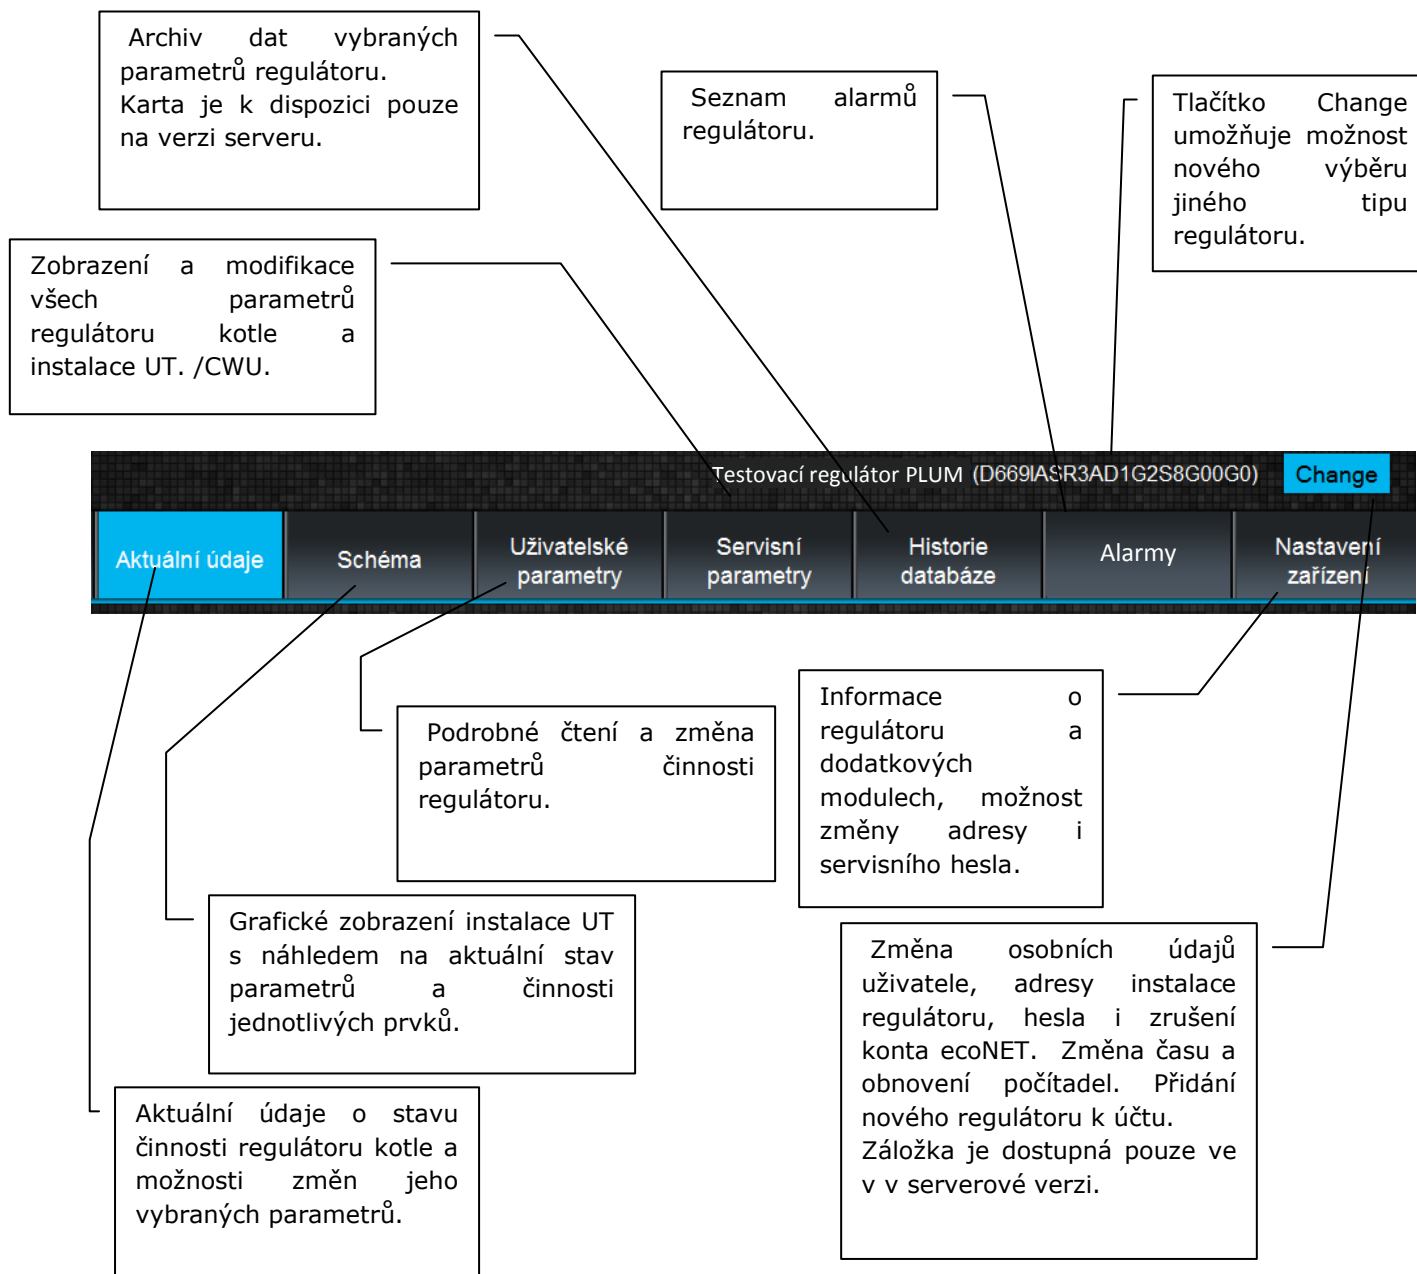 Archiv dat vybraných
parametrů regulátoru.
Karta je k dispozici pouze
na verzi serveru.
Seznam alarmů
regulátoru.
Tlačítko Change
umožňuje možnost
nového výběru
jiného tipu
regulátoru.
Zobrazení a modifikace
všech parametrů
regulátoru kotle a
instalace UT. /CWU.
Testovací regulátor PLUM (D669IASR3AD1G2S8G00G0) Change
Aktuální údaje
Schéma
Uživatelské
parametry
Servisní
parametry
Historie
databáze
Alarmy
Nastavení
zařízení
Informace o
regulátoru a
dodatkových
modulech, možnost
změny adresy i
servisního hesla.
Podrobné čtení a změna
parametrů činnosti
regulátoru.
Grafické zobrazení instalace UT
s náhledem na aktuální stav
parametrů a činnosti
jednotlivých prvků.
Změna osobních údajů
uživatele, adresy instalace
regulátoru, hesla i zrušení
konta ecoNET. Změna času a
obnovení počítadel. Přidání
nového regulátoru k účtu.
Záložka je dostupná pouze ve
v v serverové verzi.
Aktuální údaje o stavu
činnosti regulátoru kotle a
možnosti změn jeho
vybraných parametrů.